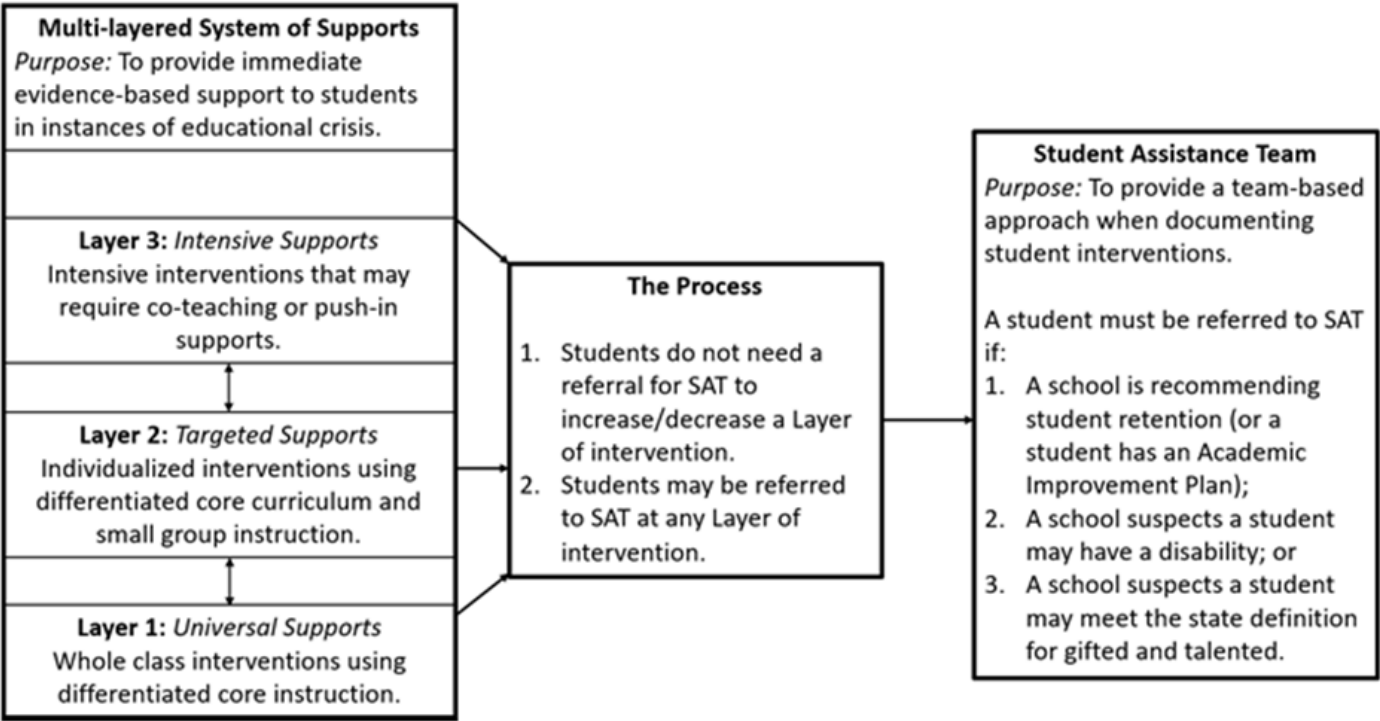 Multi-layered System of Supports
Purpose: To provide immediate
evidence-based support to students
in instances of educational crisis.
Layer 3: Intensive Supports
Intensive interventions that may
require co-teaching or push-in
supports.
Layer 2: Targeted Supports
Individualized interventions using
differentiated core curriculum and
small group instruction.
Layer 1: Universal Supports
Whole class interventions using
differentiated core instruction.
The Process
1. Students do not need a
referral for SAT to
increase/decrease a Layer
of intervention.
2. Students may be referred
to SAT at any Layer of
intervention.
Student Assistance Team
Purpose: To provide a team-based
approach when documenting
student interventions.
A student must be referred to SAT
if:
1. A school is recommending
student retention (or a
student has an Academic
Improvement Plan);
2. A school suspects a student
may have a disability; or
3. A school suspects a student
may meet the state definition
for gifted and talented.